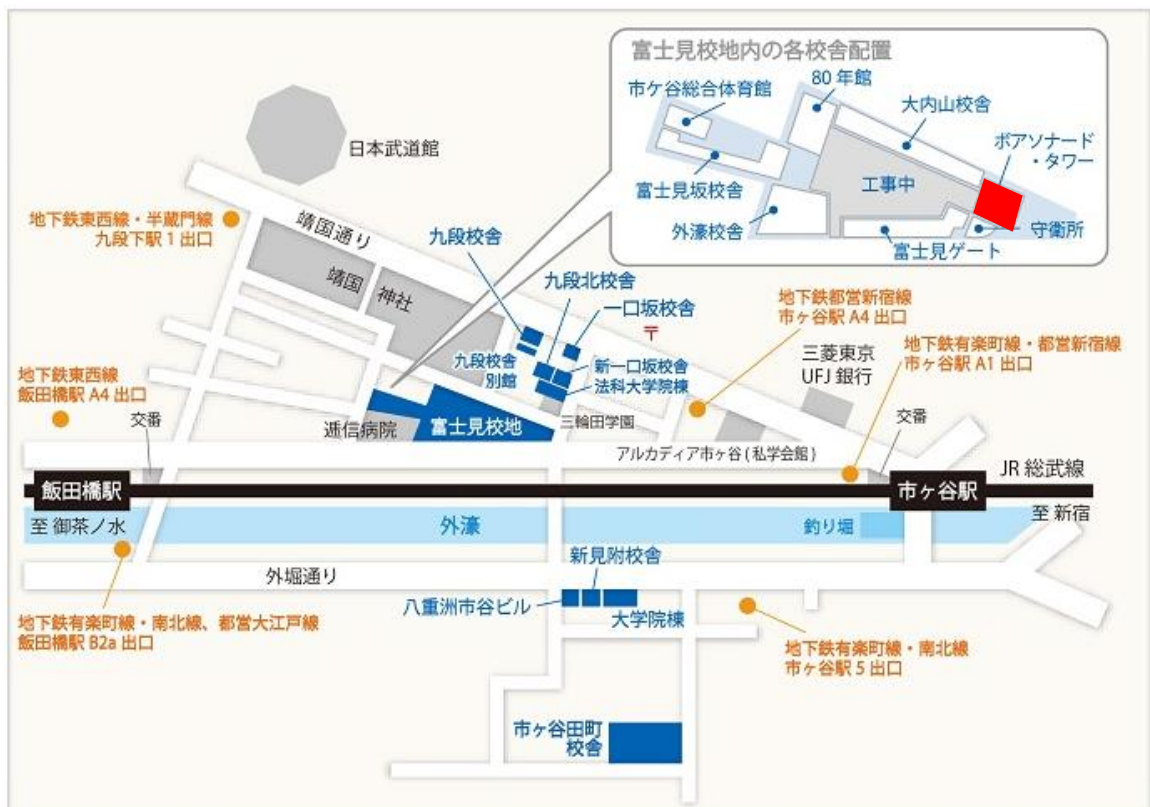 富士見校地内の各校舎配置
80 年館
市ケ谷総合体育館
大内山校舎
ボアソナード
・タワー
工事中
富士見坂校舎
外濠校舎
守衛所
富士見ゲート
日本武道館
地下鉄東西線・半蔵門線
九段下駅 1 出口
靖国通り
九段校舎
靖国
神社
九段北校舎
一口坂校舎
地下鉄都営新宿線
市ヶ谷駅 A4 出口
〒
地下鉄有楽町線・都営新宿線
市ヶ谷駅 A1 出口
三菱東京
UFJ 銀行
九段校舎
別館
新一口坂校舎
法科大学院棟
地下鉄東西線
飯田橋駅 A4 出口
交番
逓信病院
富士見校地
三輪田学園
交番
アルカディア市ヶ谷 ( 私学会館 )
JR 総武線
飯田橋駅
市ヶ谷駅
至 御茶ノ水
外濠
釣り堀
至 新宿
新見附校舎
外堀通り
八重洲市谷ビル
大学院棟
地下鉄有楽町線・南北線、都営大江戸線
飯田橋駅 B2a 出口
地下鉄有楽町線・南北線
市ヶ谷駅 5 出口
市ヶ谷田町
校舎